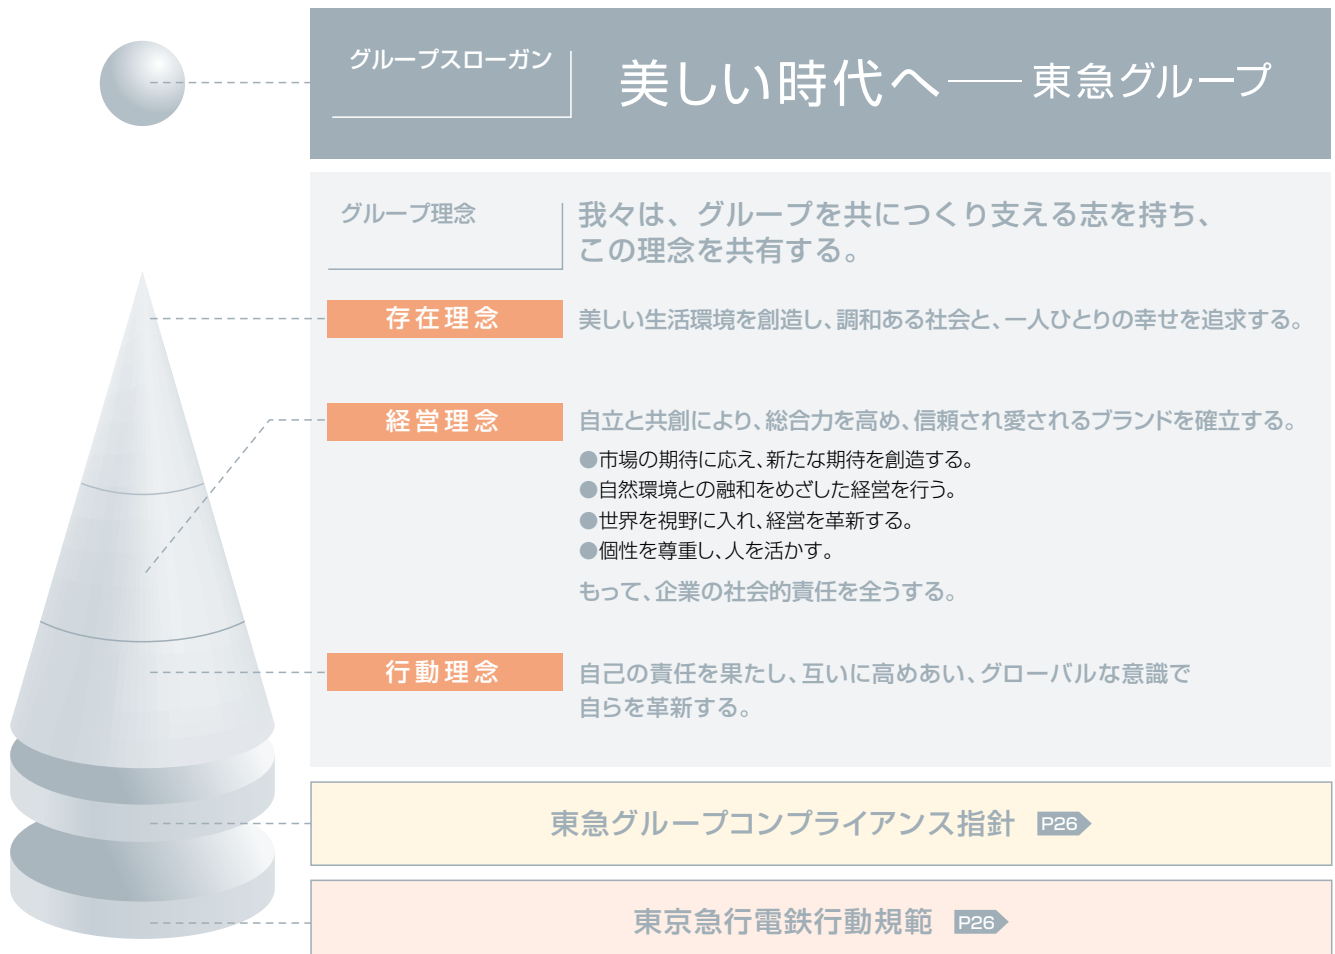 グループスローガン
美しい時代へ──東急グループ
グループ理念
我々は、グループを共につくり支える志を持ち、
この理念を共有する。
存在理念
美しい生活環境を創造し、調和ある社会と、一人ひとりの幸せを追求する。
経営理念
自立と共創により、総合力を高め、信頼され愛されるブランドを確立する。
●市場の期待に応え、新たな期待を創造する。
●自然環境との融和をめざした経営を行う。
●世界を視野に入れ、経営を革新する。
●個性を尊重し、人を活かす。
もって、企業の社会的責任を全うする。
行動理念
自己の責任を果たし、互いに高めあい、グローバルな意識で
自らを革新する。
東急グループコンプライアンス指針 P26
東京急行電鉄行動規範 P26